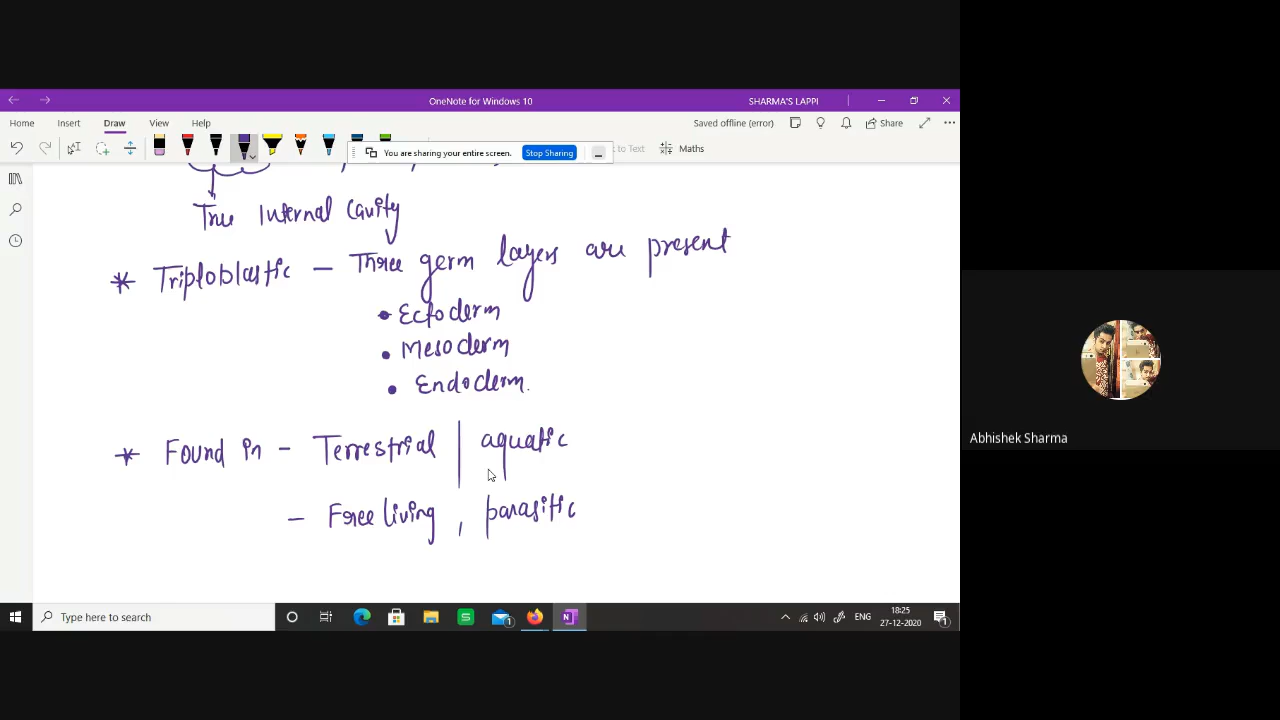 OneNote for Windows 10
SHARMA'S LAPPI
Home Insert Draw View Help
Saved offline (error)
Share
You are sharing your entire screen.
Stop Sharing
to Text
Maths
True Internal Cavity
* Triploblastic – Three germ layers are present
• Ectoderm
• Mesoderm
• Endoderm.
* Found in – Terrestrial | aquatic
– Free living, parasitic
Abhishek Sharma
Type here to search
ENG
18:25
27-12-2020